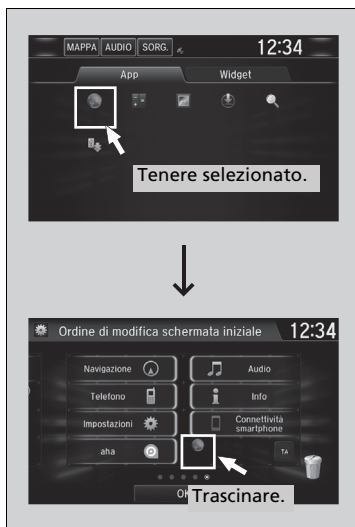 MAPPA AUDIO SORG. 12:34
App Widget
Tenere selezionato.
Ordine di modifica schermata iniziale 12:34
Navigazione Audio
Telefono Info
Impostazioni Connettività smartphone
aha TA
OK
Trascinare.